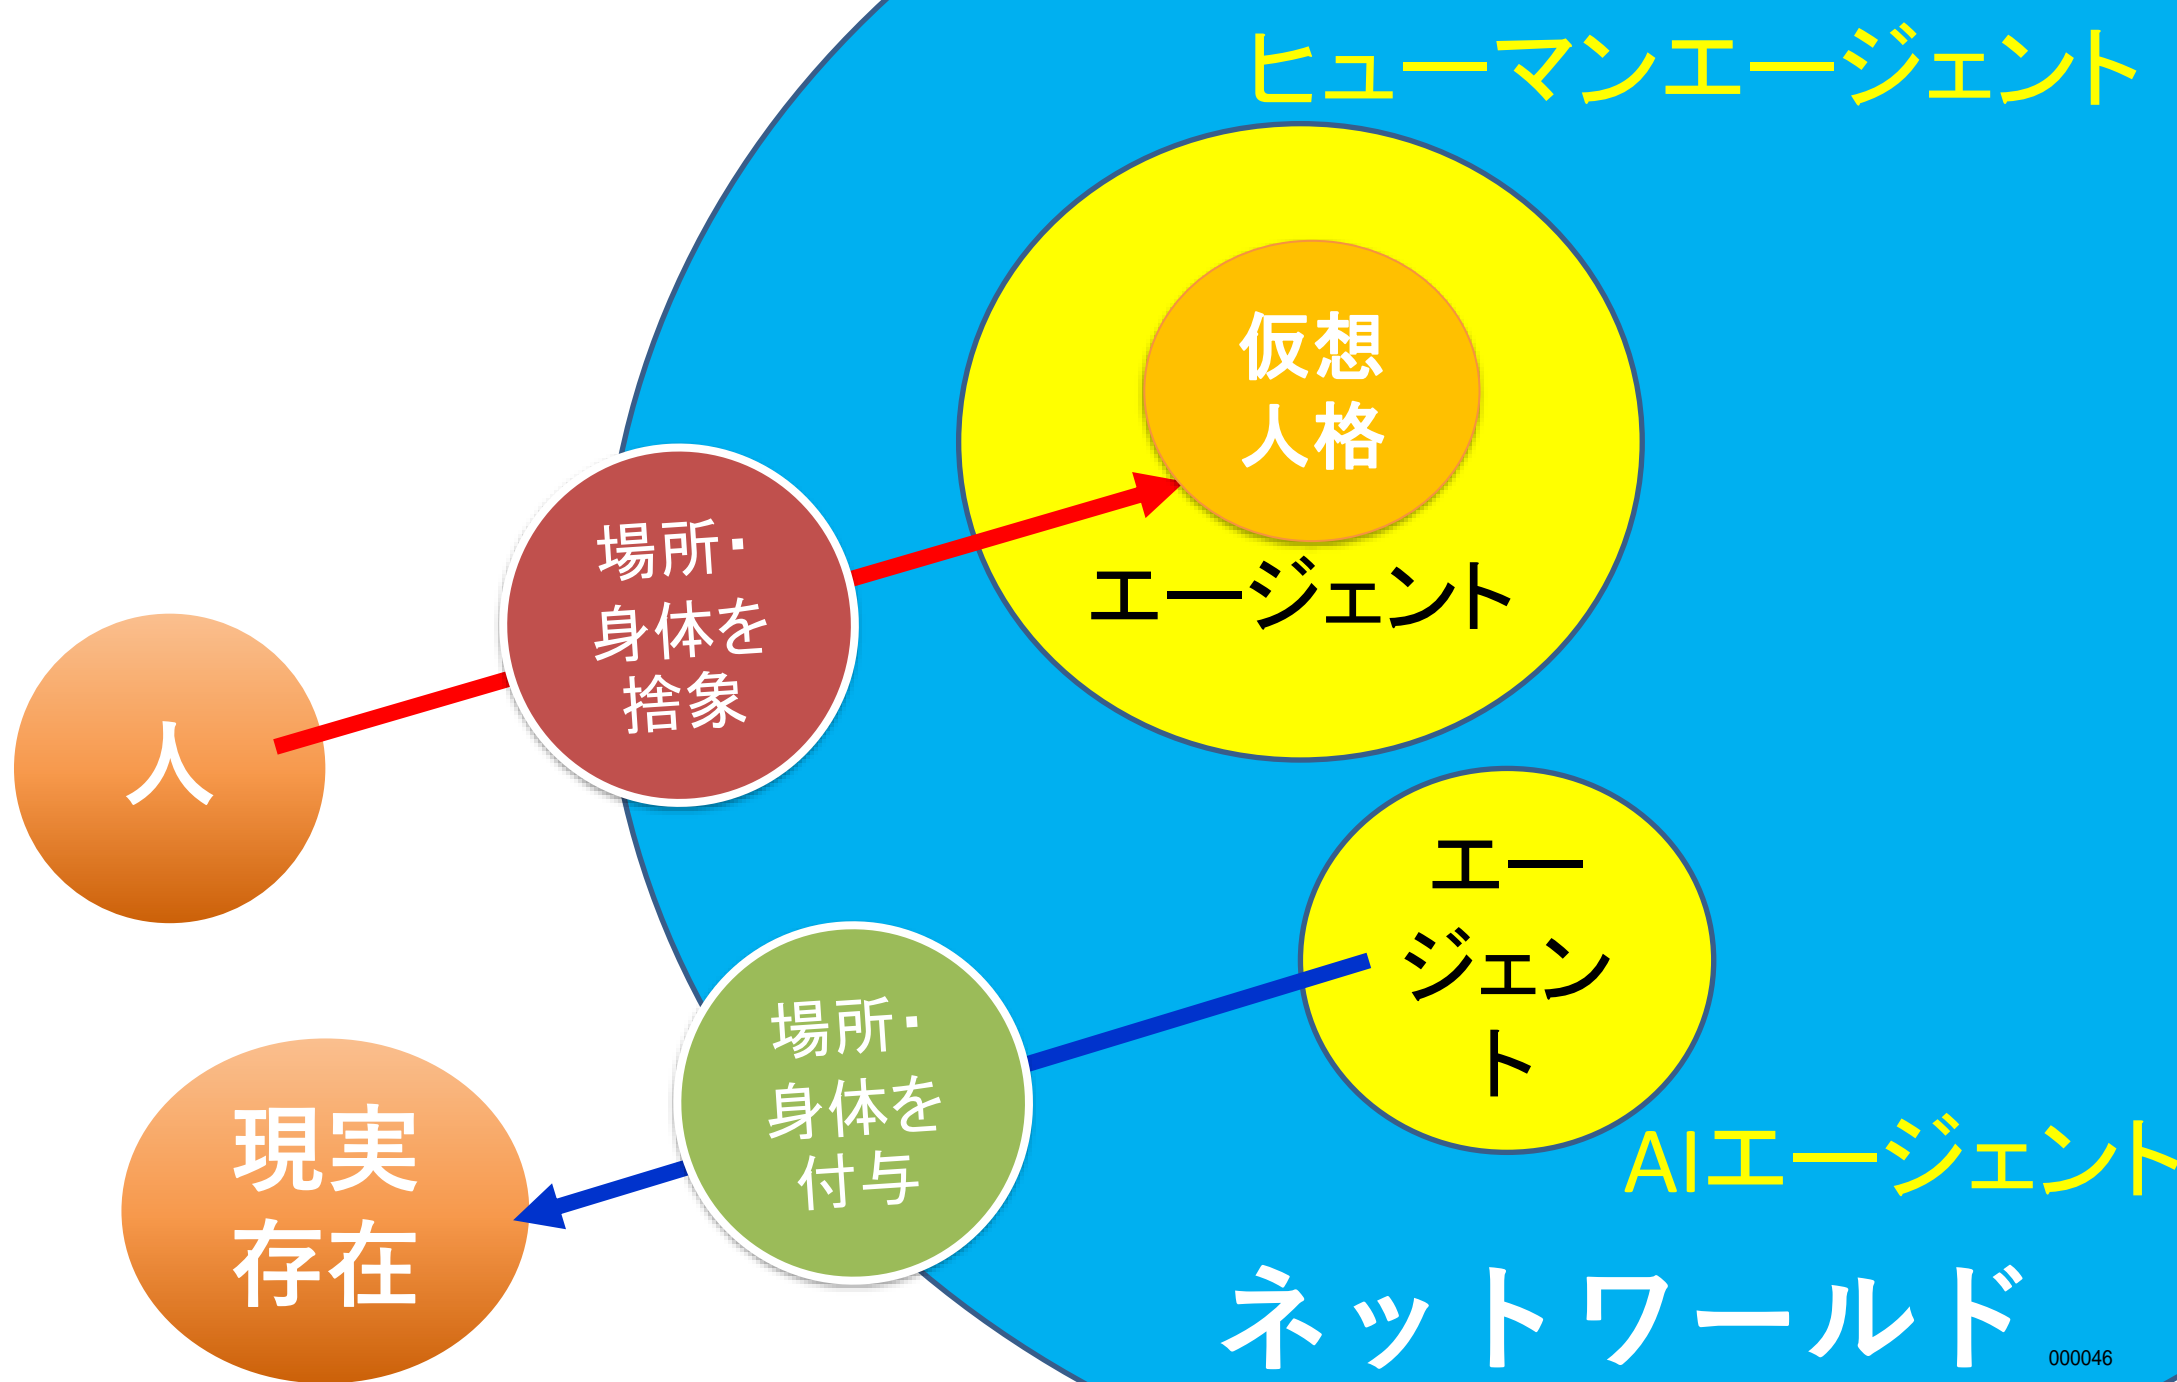 ヒューマンエージェント
仮想
人格
エージェント
場所・
身体を
捨象
人
エー
ジェン
ト
場所・
身体を
付与
現実
存在
AIエージェント
ネットワールド
000046